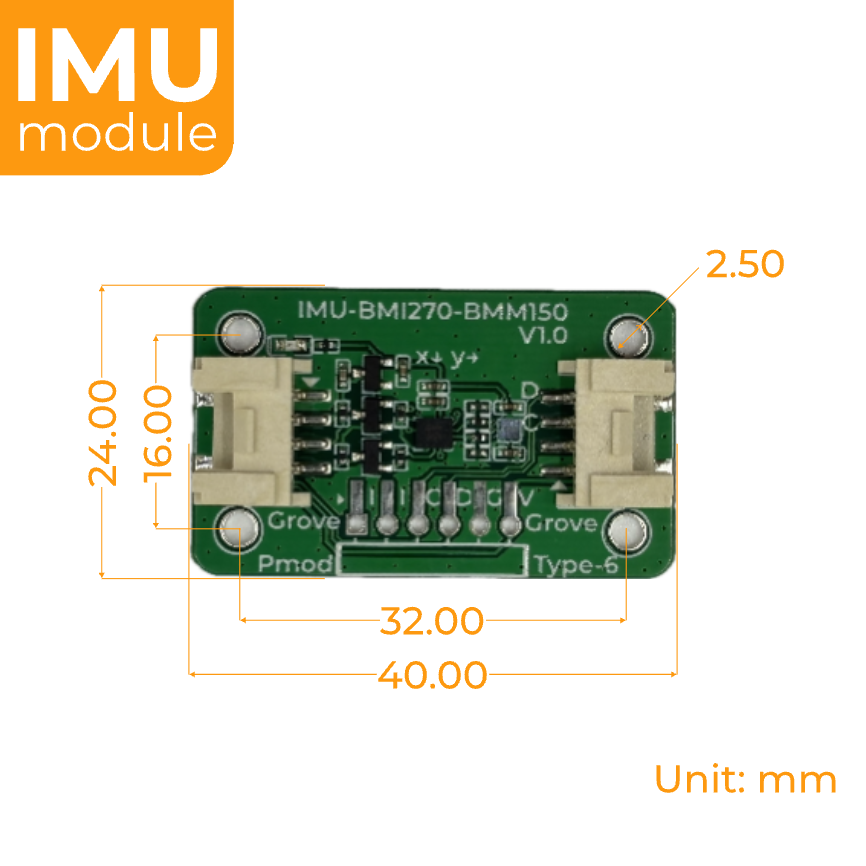 IMU
module
2.50
IMU-BMI270-BMM150
V1.0
x↓ y→
24.00
16.00
D
C
I I C D G V
Grove
Grove
Pmod
Type-6
32.00
40.00
Unit: mm